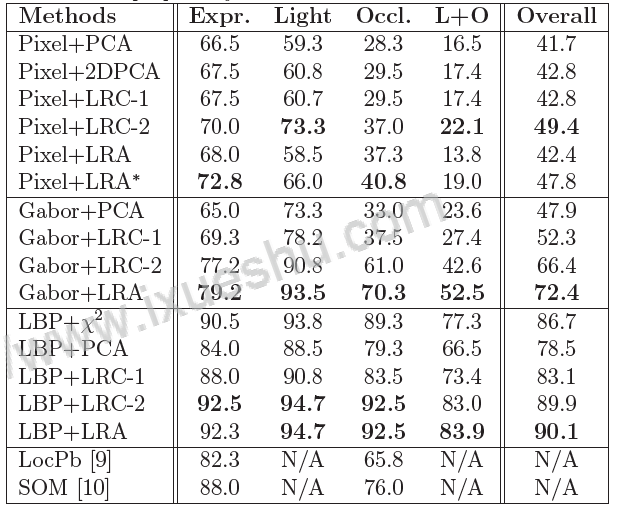 Methods Expr. Light Occl. L+O Overall
Pixel+PCA 66.5 59.3 28.3 16.5 41.7
Pixel+2DPCA 67.5 60.8 29.5 17.4 42.8
Pixel+LRC-1 67.5 60.7 29.5 17.4 42.8
Pixel+LRC-2 70.0 73.3 37.0 22.1 49.4
Pixel+LRA 68.0 58.5 37.3 13.8 42.4
Pixel+LRA* 72.8 66.0 40.8 19.0 47.8
Gabor+PCA 65.0 73.3 33.0 23.6 47.9
Gabor+LRC-1 69.3 78.2 37.5 27.4 52.3
Gabor+LRC-2 77.2 90.8 61.0 42.6 66.4
Gabor+LRA 79.2 93.5 70.3 52.5 72.4
LBP+χ² 90.5 93.8 89.3 77.3 86.7
LBP+PCA 84.0 88.5 79.3 66.5 78.5
LBP+LRC-1 88.0 90.8 83.5 73.4 83.1
LBP+LRC-2 92.5 94.7 92.5 83.0 89.9
LBP+LRA 92.3 94.7 92.5 83.9 90.1
LocPb [9] 82.3 N/A 65.8 N/A N/A
SOM [10] 88.0 N/A 76.0 N/A N/A
/www.ixueshu.com